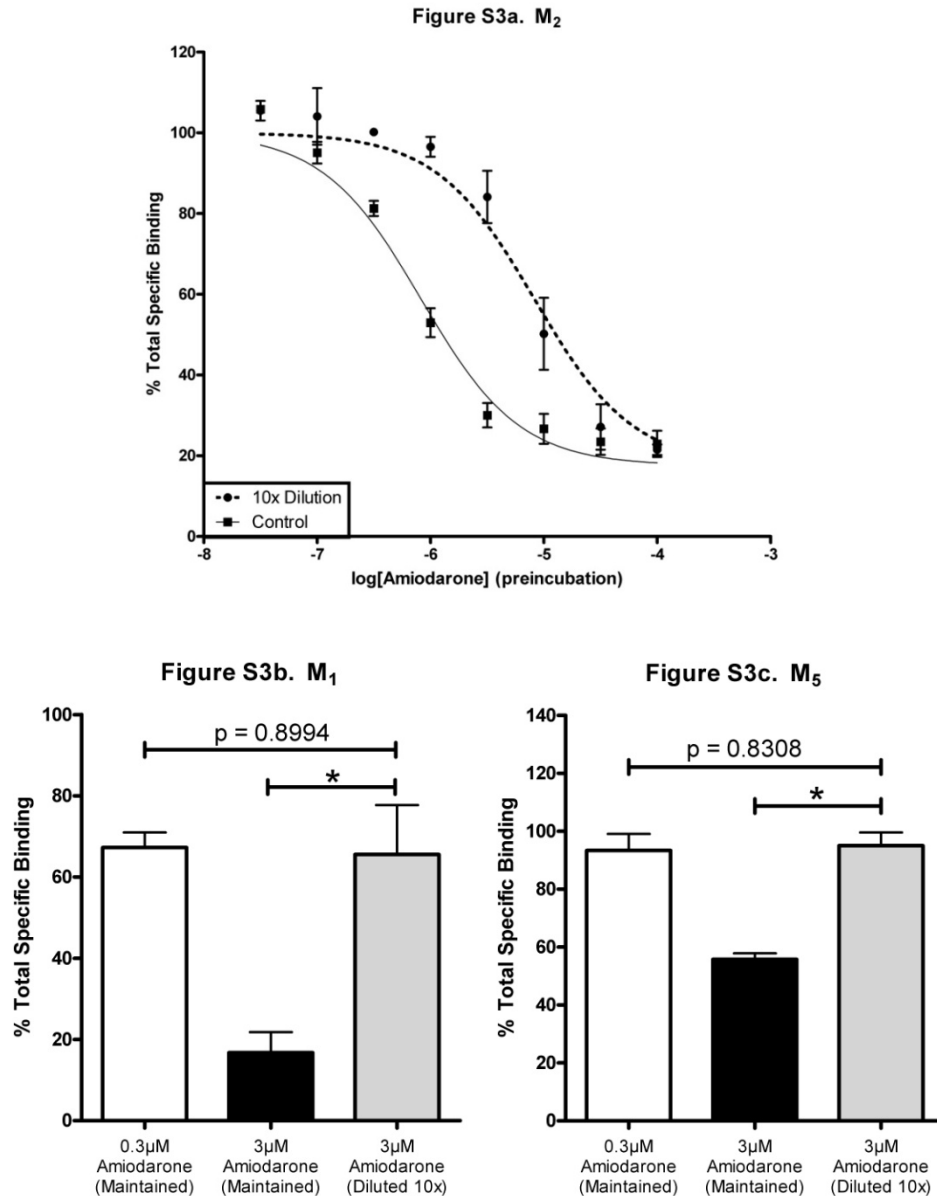 Figure S3a. M₂
120
100
80
60
40
20
0
% Total Specific Binding
10x Dilution
Control
-8 -7 -6 -5 -4 -3
log[Amiodarone] (preincubation)
Figure S3b. M₁
100
80
60
40
20
0
% Total Specific Binding
p = 0.8994
*
0.3µM 3µM 3µM
Amiodarone Amiodarone Amiodarone
(Maintained) (Maintained) (Diluted 10x)
Figure S3c. M₅
140
120
100
80
60
40
20
0
% Total Specific Binding
p = 0.8308
*
0.3µM 3µM 3µM
Amiodarone Amiodarone Amiodarone
(Maintained) (Maintained) (Diluted 10x)